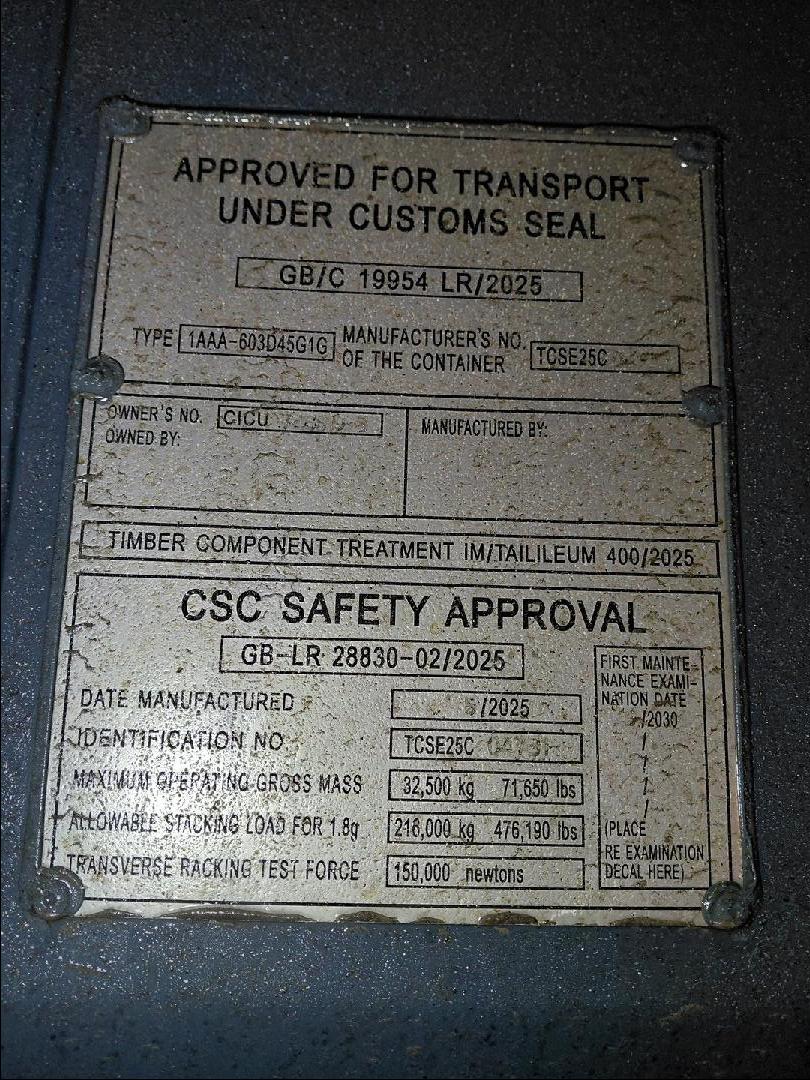 APPROVED FOR TRANSPORT
UNDER CUSTOMS SEAL
GB/C 19954 LR/2025
TYPE 1AAA-603D45G1G
MANUFACTURER'S NO.
OF THE CONTAINER
TCSE25C
OWNER'S NO. CICU
OWNED BY:
MANUFACTURED BY:
TIMBER COMPONENT TREATMENT IM/TAILILEUM 400/2025
CSC SAFETY APPROVAL
GB-LR 28830-02/2025
DATE MANUFACTURED /2025
IDENTIFICATION NO TCSE25C
MAXIMUM OPERATING GROSS MASS 32,500 kg 71,650 lbs
ALLOWABLE STACKING LOAD FOR 1.8g 216,000 kg 476,190 lbs
TRANSVERSE RACKING TEST FORCE 150,000 newtons
FIRST MAINTE-
NANCE EXAMI-
NATION DATE
/2030
/
/
/
/
(PLACE
RE EXAMINATION
DECAL HERE)